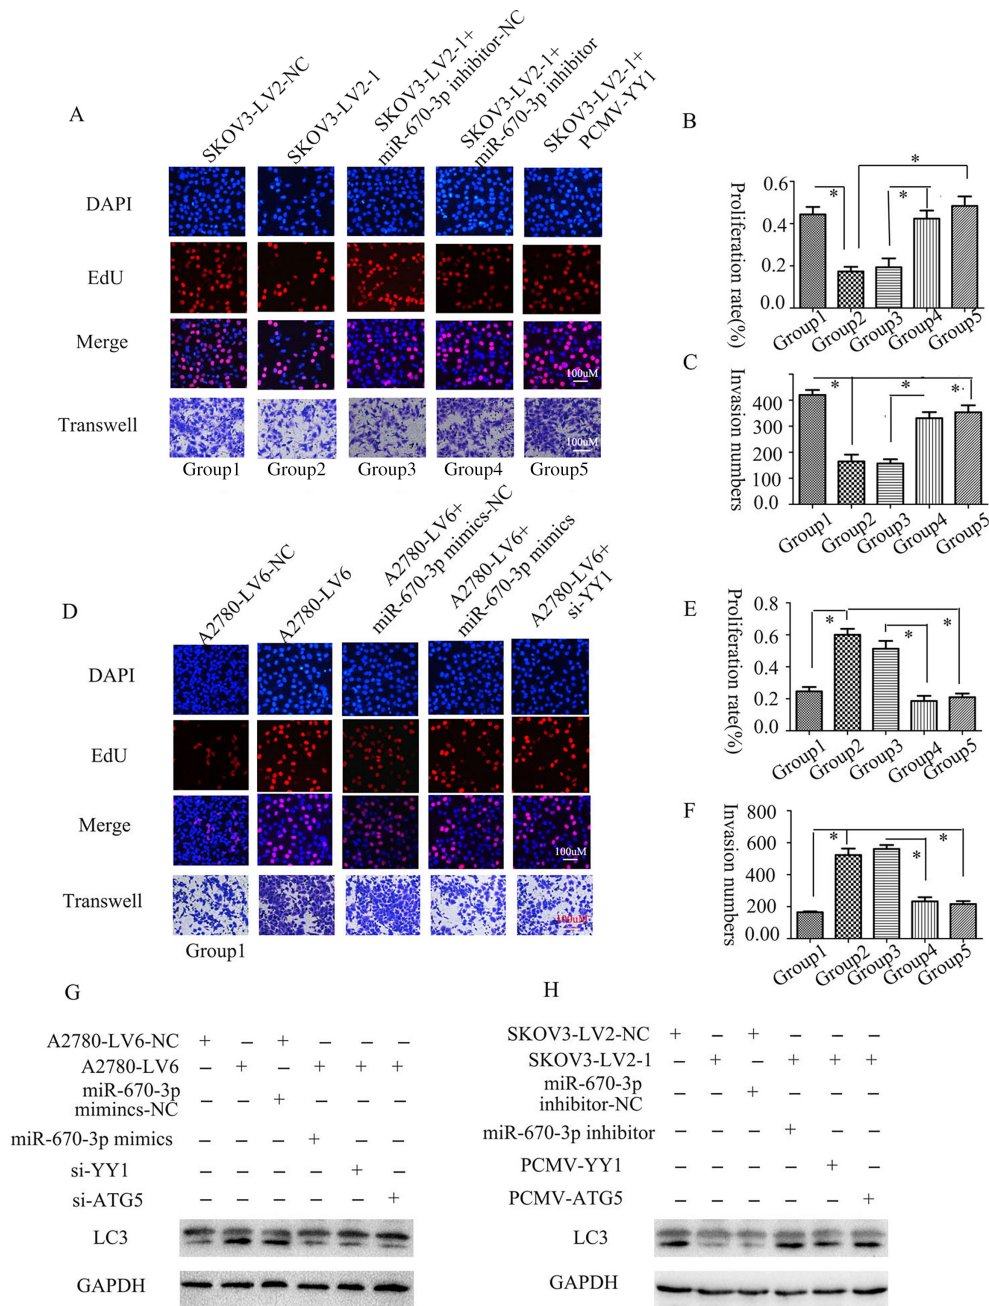 A
SKOV3-LV2-NC
SKOV3-LV2-1
SKOV3-LV2-1+
miR-670-3p inhibitor-NC
SKOV3-LV2-1+
miR-670-3p inhibitor
SKOV3-LV2-1+
PCMV-YY1
DAPI
EdU
Merge
100uM
Transwell
100uM
Group1 Group2 Group3 Group4 Group5
B
Proliferation rate(%)
0.6
0.4
0.2
0.0
* * *
Group1 Group2 Group3 Group4 Group5
C
Invasion numbers
400
300
200
100
0.0
* * *
Group1 Group2 Group3 Group4 Group5
D
A2780-LV6-NC
A2780-LV6
A2780-LV6+
miR-670-3p mimics-NC
A2780-LV6+
miR-670-3p mimics
A2780-LV6+
si-YY1
DAPI
EdU
Merge
100uM
Transwell
100uM
Group1
E
Proliferation rate(%)
0.8
0.6
0.4
0.2
0.0
* * *
Group1 Group2 Group3 Group4 Group5
F
Invasion numbers
800
600
400
200
0.00
* * *
Group1 Group2 Group3 Group4 Group5
G
A2780-LV6-NC + − + − − −
A2780-LV6 − + − + + +
miR-670-3p
mimincs-NC − − + − − −
miR-670-3p mimics − − − + − −
si-YY1 − − − − + −
si-ATG5 − − − − − +
LC3
GAPDH
H
SKOV3-LV2-NC + − + − − −
SKOV3-LV2-1 − + − + + +
miR-670-3p
inhibitor-NC − − + − − −
miR-670-3p inhibitor − − − + − −
PCMV-YY1 − − − − + −
PCMV-ATG5 − − − − − +
LC3
GAPDH